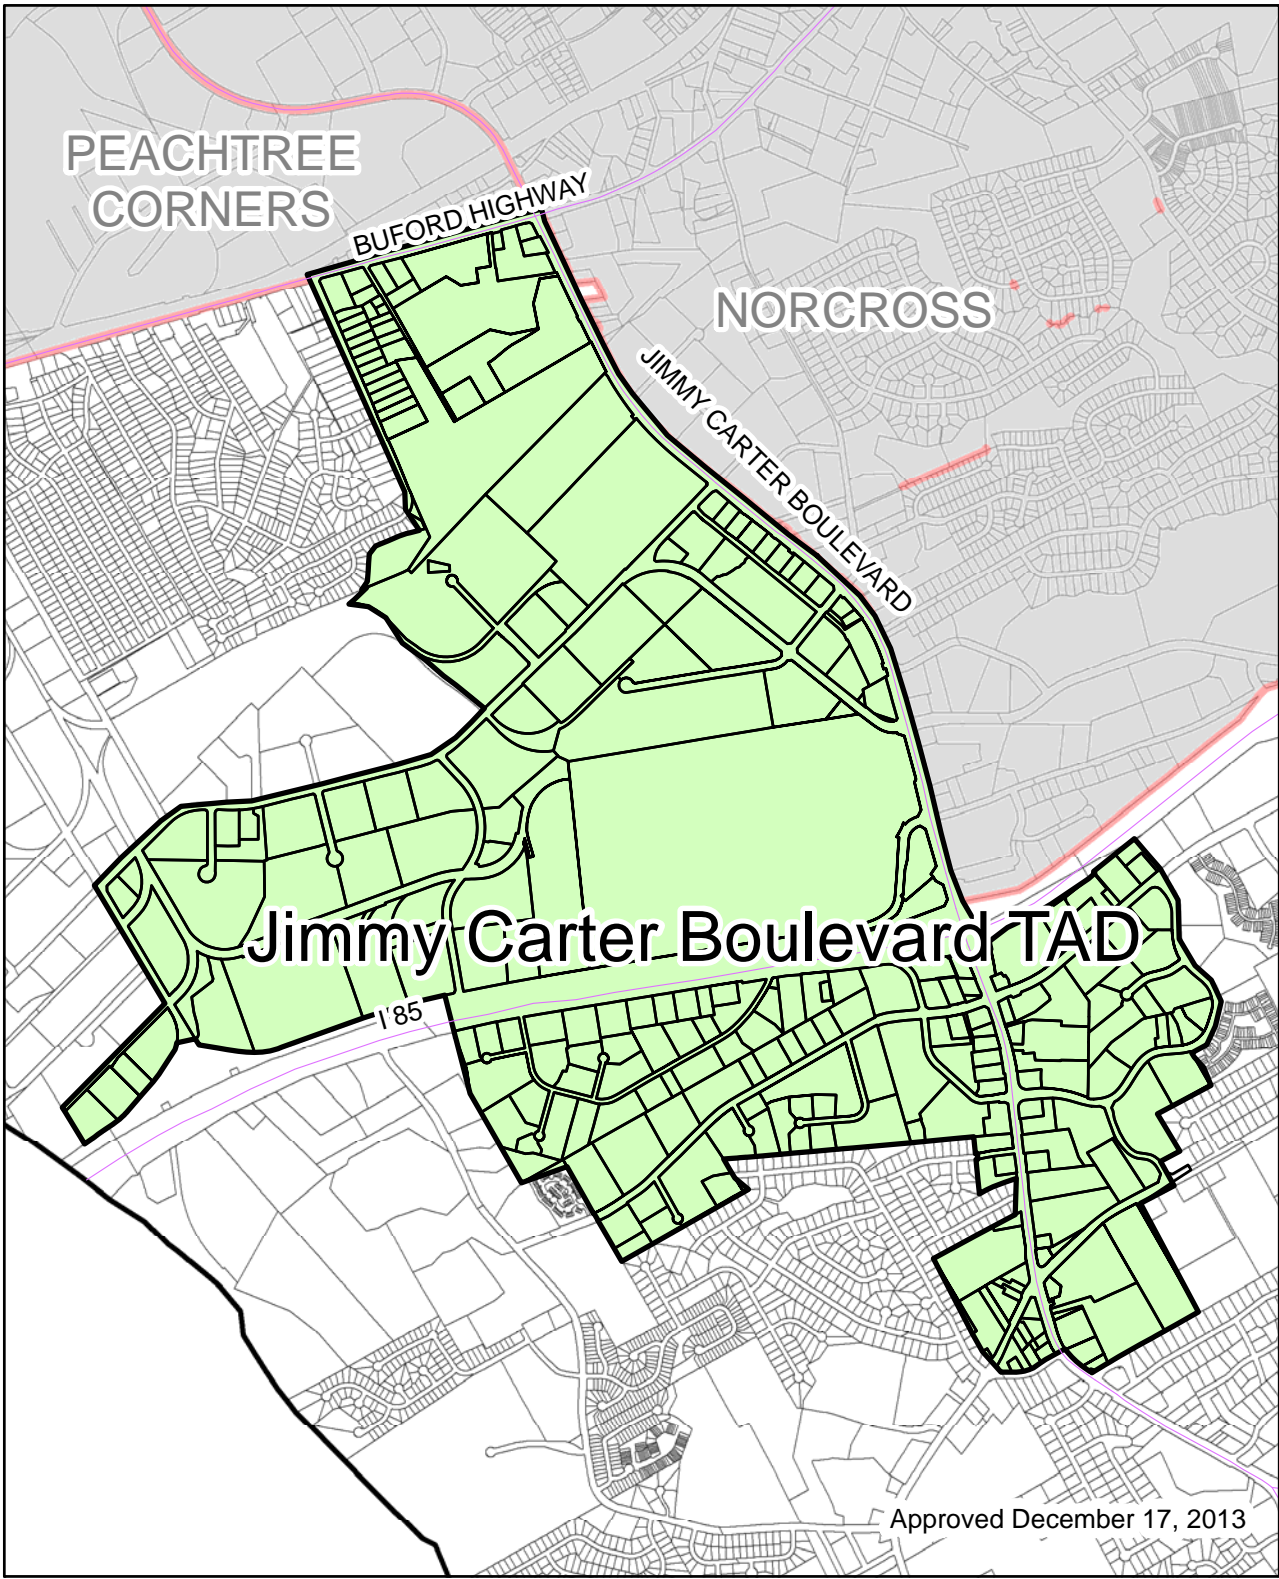 PEACHTREE
CORNERS
BUFORD HIGHWAY
NORCROSS
JIMMY CARTER BOULEVARD
Jimmy Carter Boulevard TAD
I 85
Approved December 17, 2013